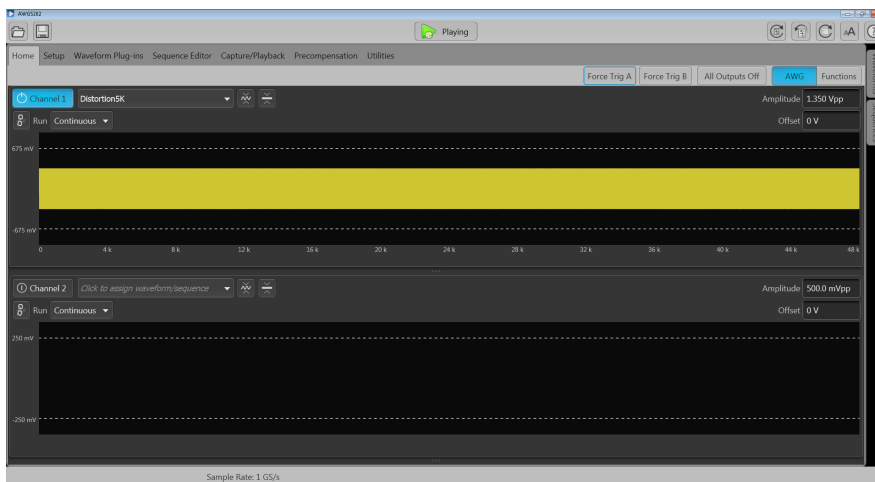 AWG5202
Playing
AA
Home Setup Waveform Plug-ins Sequence Editor Capture/Playback Precompensation Utilities
Force Trig A Force Trig B All Outputs Off AWG Functions
Channel 1 Distortion5K Amplitude 1.350 Vpp
Run Continuous Offset 0 V
675 mV
-675 mV
0 4 k 8 k 12 k 16 k 20 k 24 k 28 k 32 k 36 k 40 k 44 k 48 k
Channel 2 Click to assign waveform/sequence Amplitude 500.0 mVpp
Run Continuous Offset 0 V
250 mV
-250 mV
Sample Rate: 1 GS/s